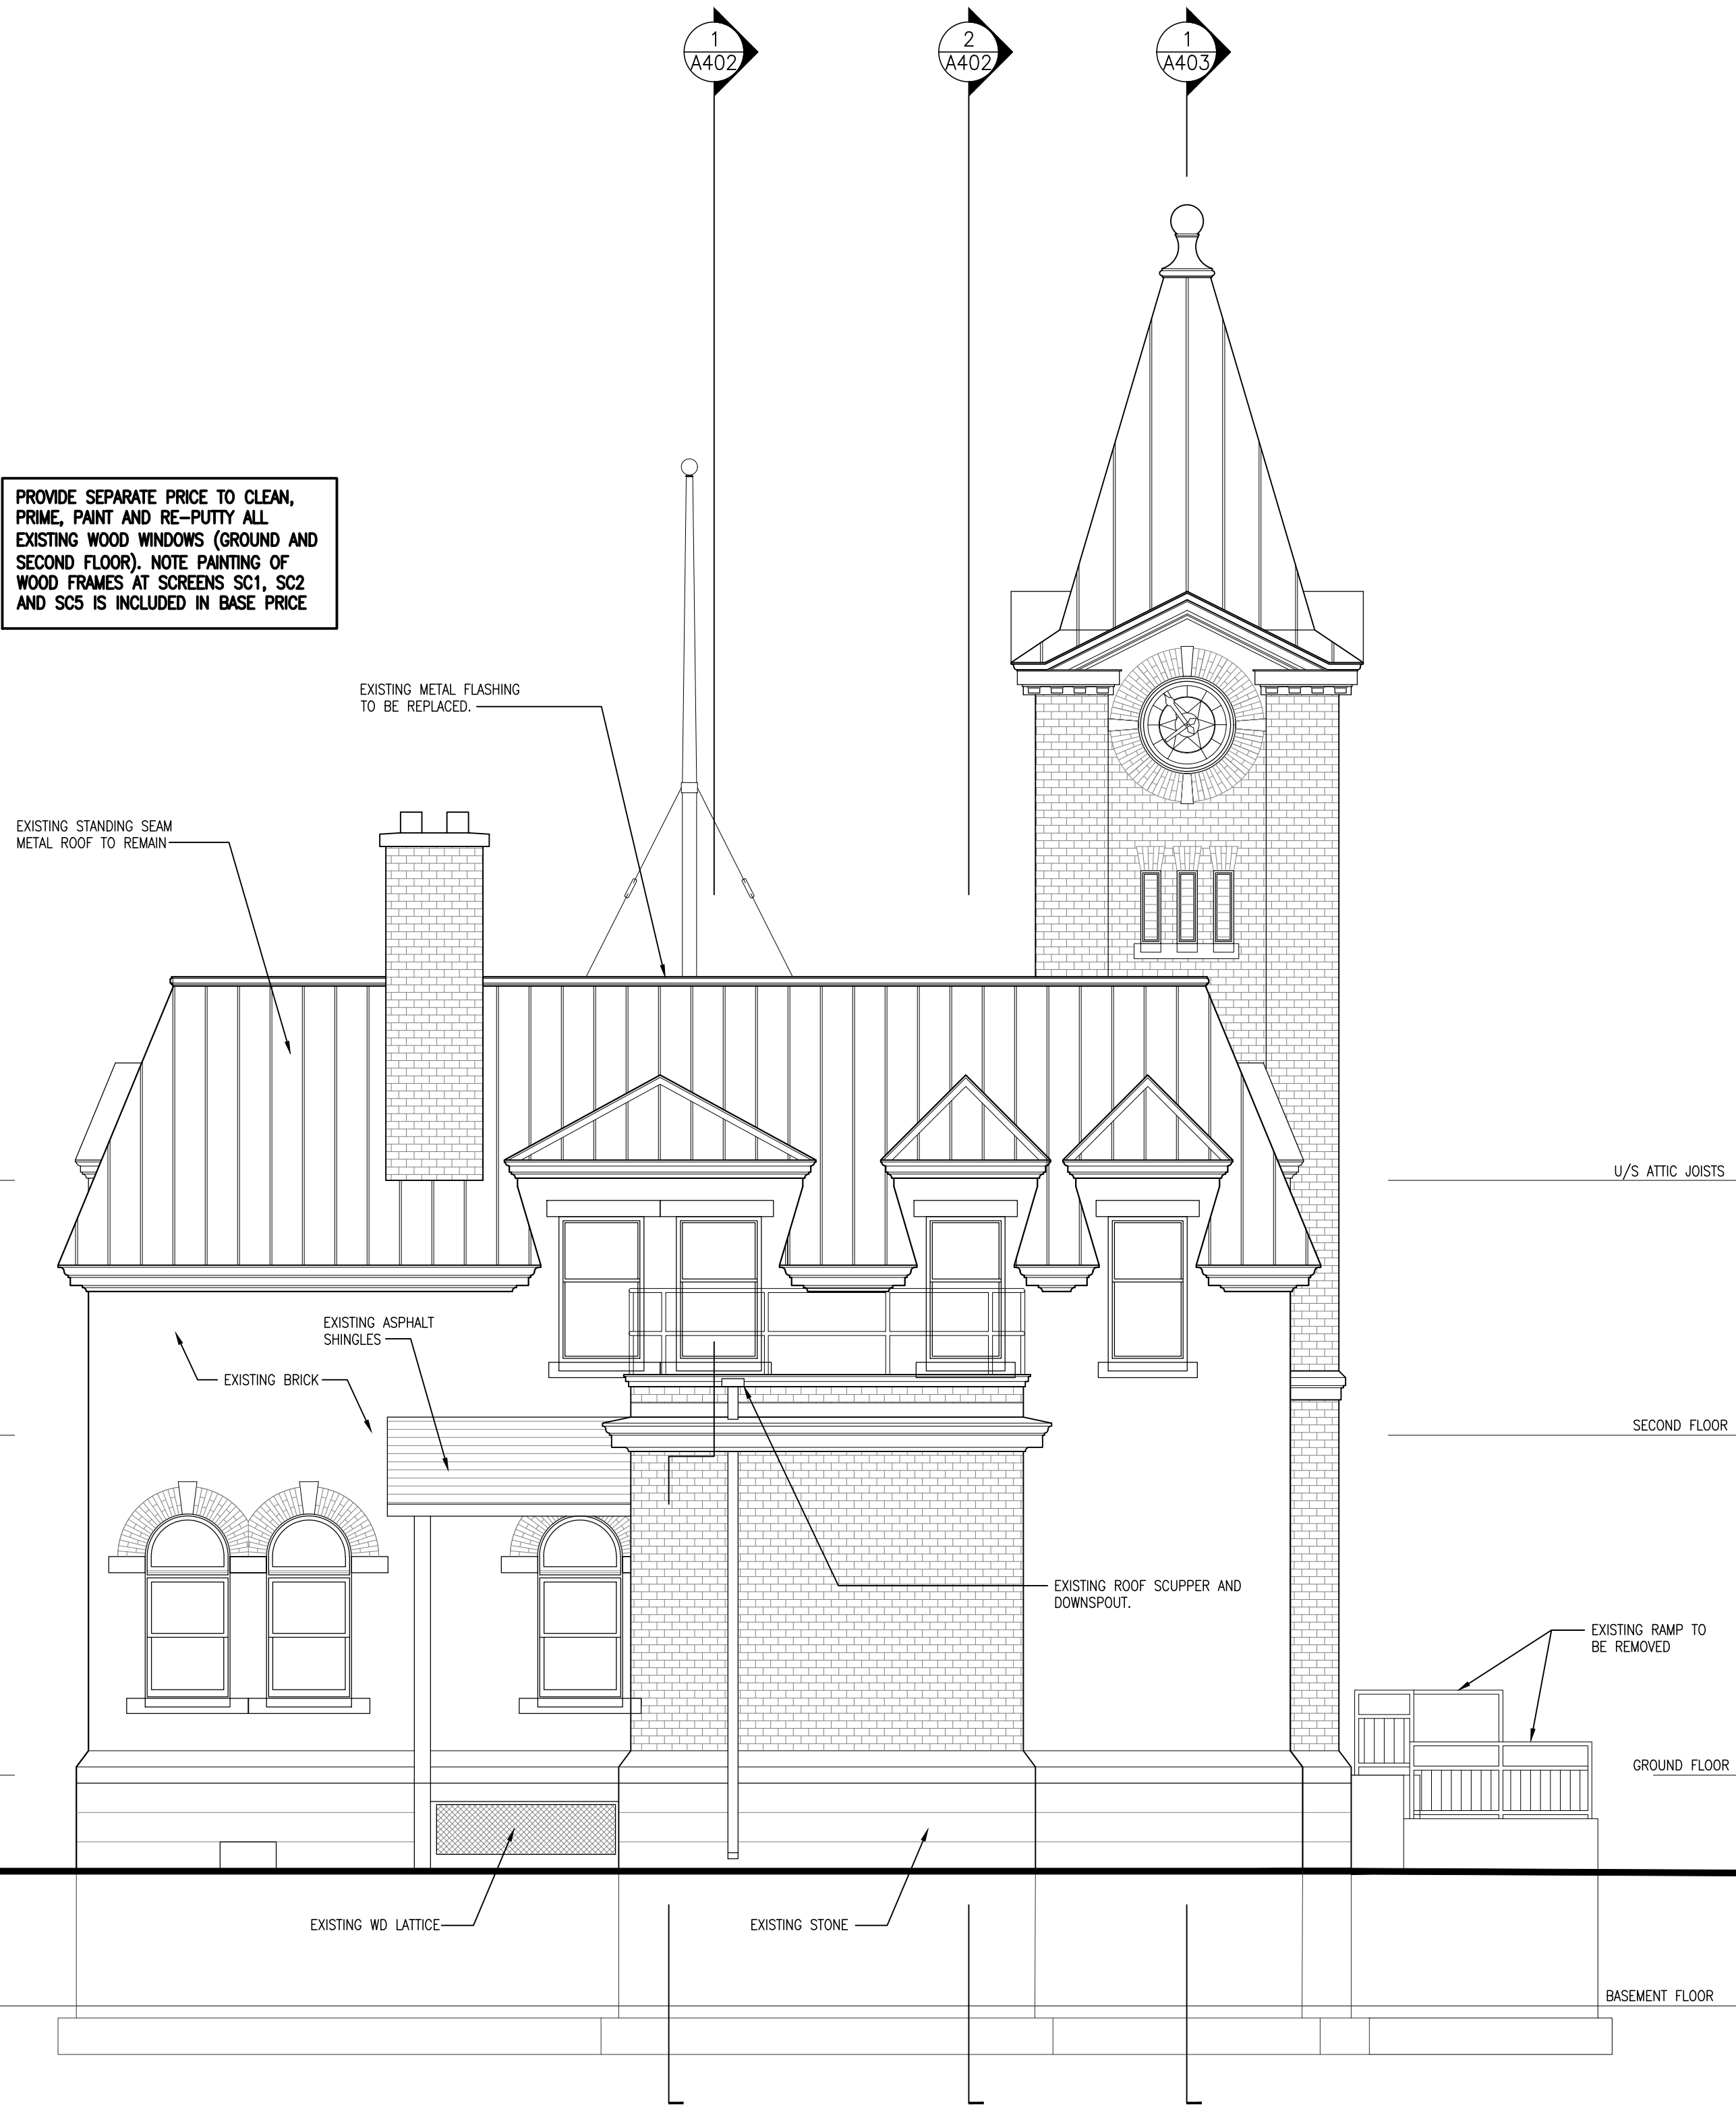 1
A402
2
A402
1
A403
PROVIDE SEPARATE PRICE TO CLEAN,
PRIME, PAINT AND RE-PUTTY ALL
EXISTING WOOD WINDOWS (GROUND AND
SECOND FLOOR). NOTE PAINTING OF
WOOD FRAMES AT SCREENS SC1, SC2
AND SC5 IS INCLUDED IN BASE PRICE
EXISTING METAL FLASHING
TO BE REPLACED.
EXISTING STANDING SEAM
METAL ROOF TO REMAIN
U/S ATTIC JOISTS
EXISTING ASPHALT
SHINGLES
EXISTING BRICK
SECOND FLOOR
EXISTING ROOF SCUPPER AND
DOWNSPOUT.
EXISTING RAMP TO
BE REMOVED
GROUND FLOOR
EXISTING WD LATTICE
EXISTING STONE
BASEMENT FLOOR